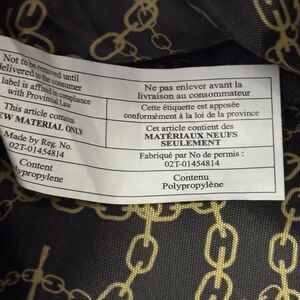 Not to be removed until
delivered to the consumer
label is affixed in compliance
with Provincial Law
This article contains
NEW MATERIAL ONLY
Made by Reg. No.
02T-01454814
Content
Polypropylene
Ne pas enlever avant la
livraison au consommateur
Cette étiquette est apposée
conformément à la loi de la province
Cet article contient des
MATÉRIAUX NEUFS
SEULEMENT
Fabriqué par No de permis :
02T-01454814
Contenu
Polypropylène